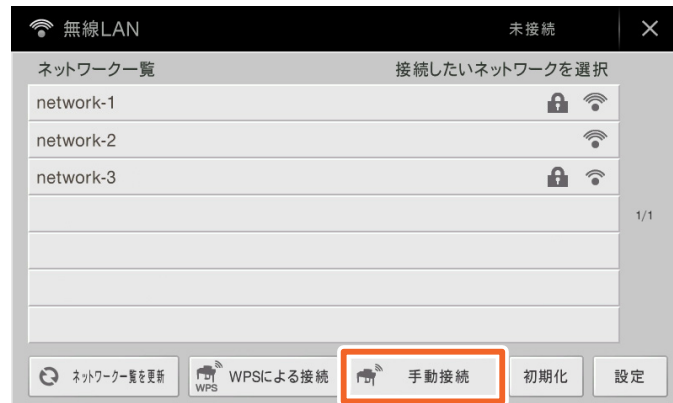 無線LAN 未接続
ネットワーク一覧 接続したいネットワークを選択
network-1
network-2
network-3
1/1
ネットワーク一覧を更新 WPS WPSによる接続 手動接続 初期化 設定